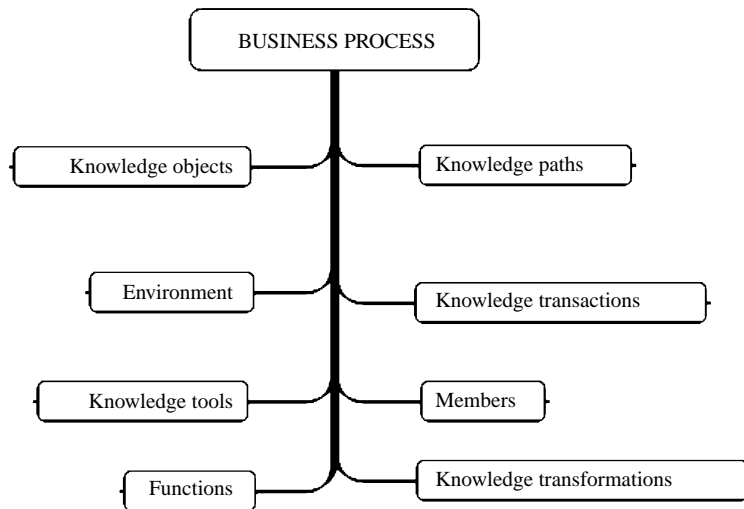 BUSINESS PROCESS
Knowledge objects
Knowledge paths
Environment
Knowledge transactions
Knowledge tools
Members
Functions
Knowledge transformations